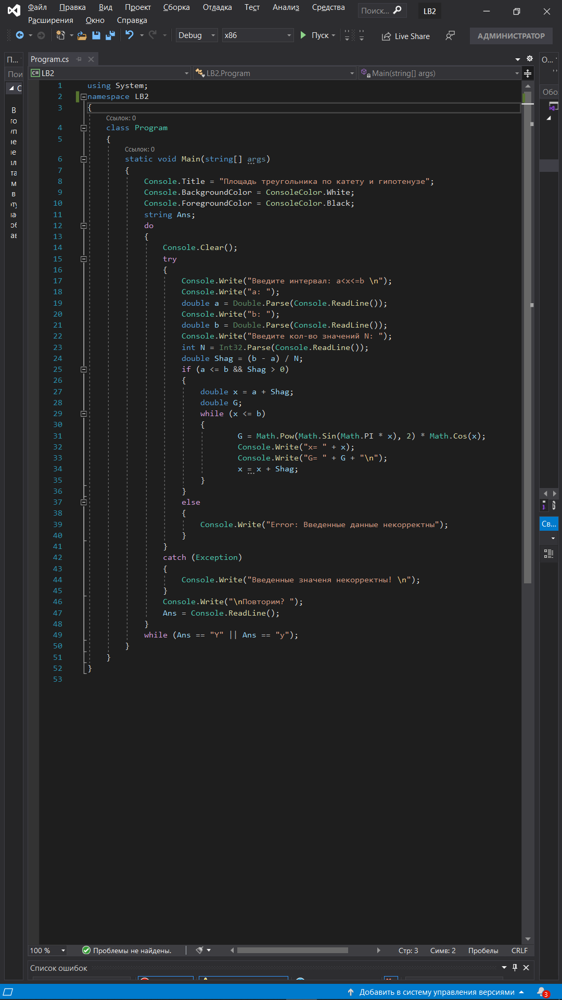 Файл Правка Вид Проект Сборка Отладка Тест Анализ Средства Поиск... LB2
Расширения Окно Справка
Debug x86 Пуск Live Share АДМИНИСТРАТОР
П... Program.cs О...
Пои C# LB2 LB2.Program Main(string[] args)
Обо
1 using System;
2 namespace LB2
3 {
Ссылок: 0
4 class Program
5 {
Ссылок: 0
6 static void Main(string[] args)
7 {
8 Console.Title = "Площадь треугольника по катету и гипотенузе";
9 Console.BackgroundColor = ConsoleColor.White;
10 Console.ForegroundColor = ConsoleColor.Black;
11 string Ans;
12 do
13 {
14 Console.Clear();
15 try
16 {
17 Console.Write("Введите интервал: a<x<=b \n");
18 Console.Write("a: ");
19 double a = Double.Parse(Console.ReadLine());
20 Console.Write("b: ");
21 double b = Double.Parse(Console.ReadLine());
22 Console.Write("Введите кол-во значений N: ");
23 int N = Int32.Parse(Console.ReadLine());
24 double Shag = (b - a) / N;
25 if (a <= b && Shag > 0)
26 {
27 double x = a + Shag;
28 double G;
29 while (x <= b)
30 {
31 G = Math.Pow(Math.Sin(Math.PI * x), 2) * Math.Cos(x);
32 Console.Write("x= " + x);
33 Console.Write("G= " + G + "\n");
34 x = x + Shag;
35 }
36 }
37 else
38 {
39 Console.Write("Error: Введенные данные некорректны");
40 }
41 }
42 catch (Exception)
43 {
44 Console.Write("Введенные значеня некорректны! \n");
45 }
46 Console.Write("\nПовторим? ");
47 Ans = Console.ReadLine();
48 }
49 while (Ans == "Y" || Ans == "y");
50 }
51 }
52 }
53
Св...
100 % Проблемы не найдены. Стр: 3 Симв: 2 Пробелы CRLF
Список ошибок
Добавить в систему управления версиями 3